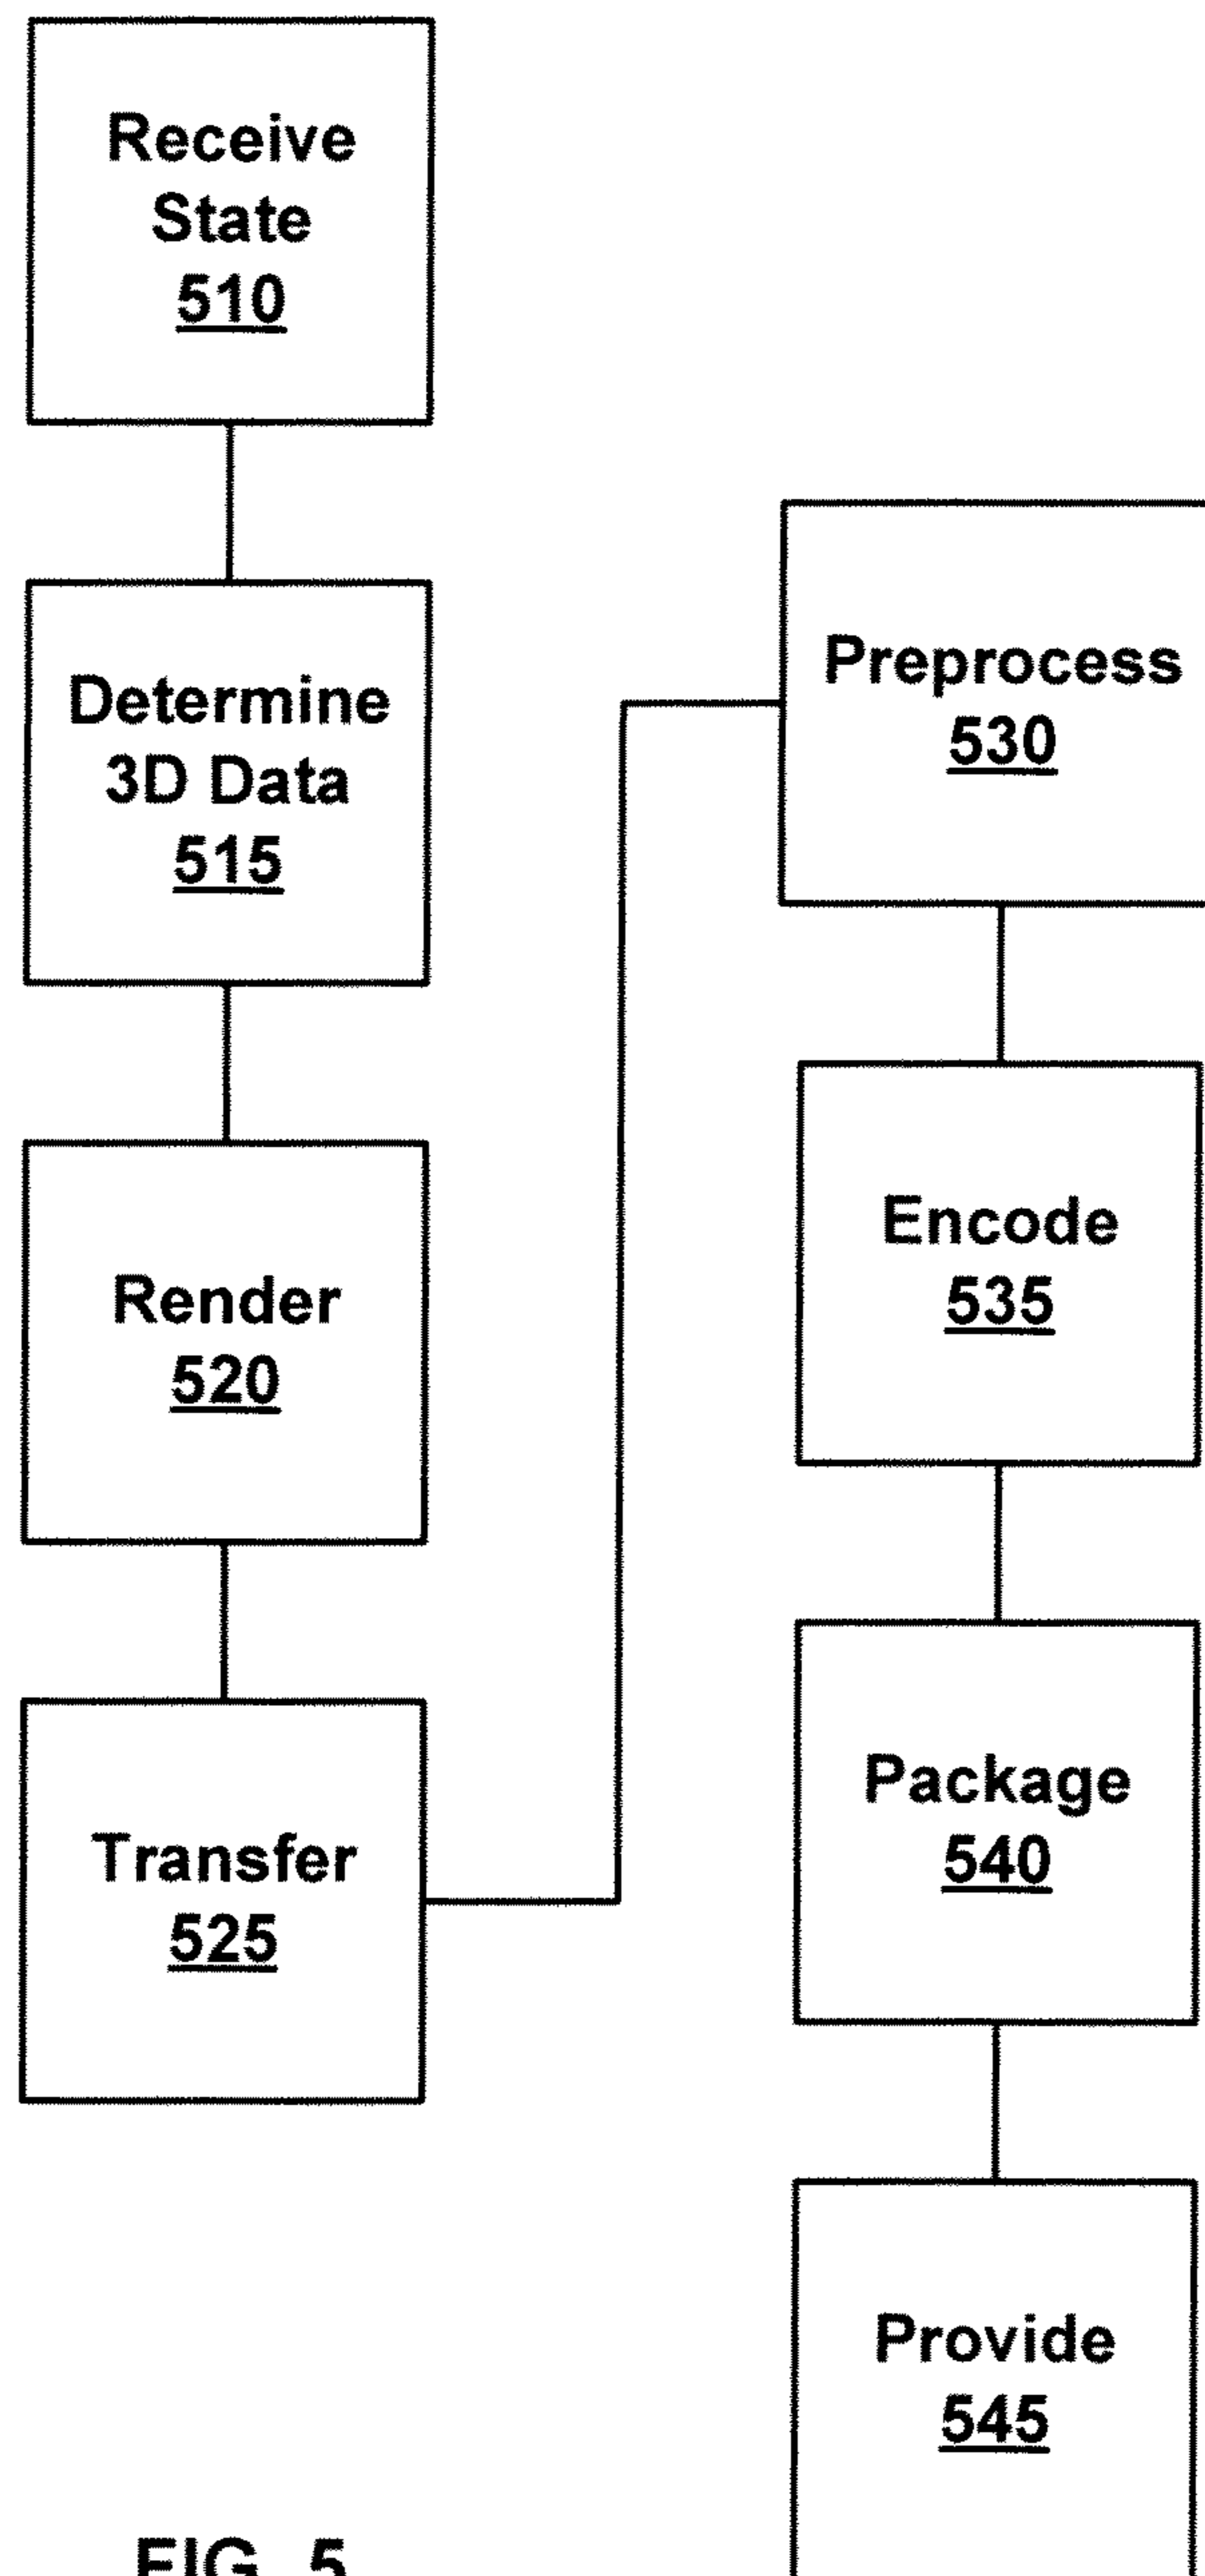 Receive
State
510
Determine
3D Data
515
Render
520
Transfer
525
Preprocess
530
Encode
535
Package
540
Provide
545
FIG. 5